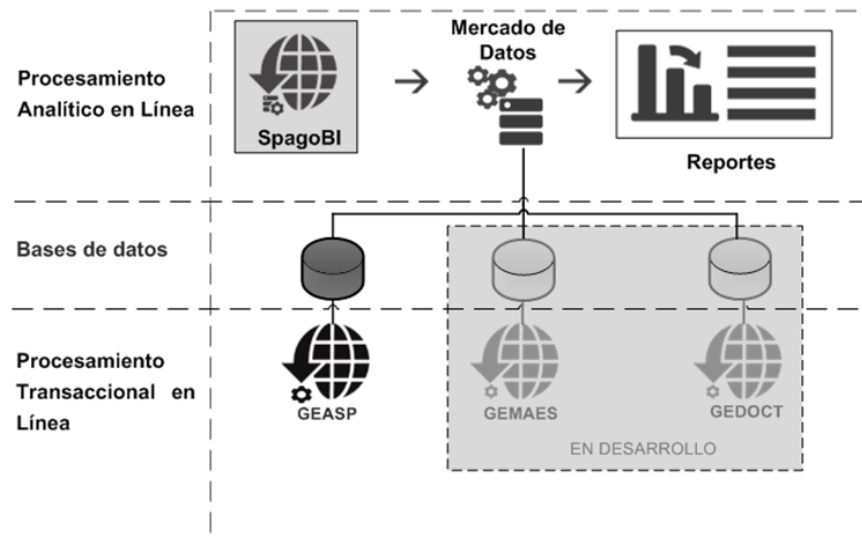 Procesamiento
Analítico en Línea
SpagoBI
Mercado de
Datos
Reportes
Bases de datos
Procesamiento
Transaccional en
Línea
GEASP
GEMAES
GEDOCT
EN DESARROLLO